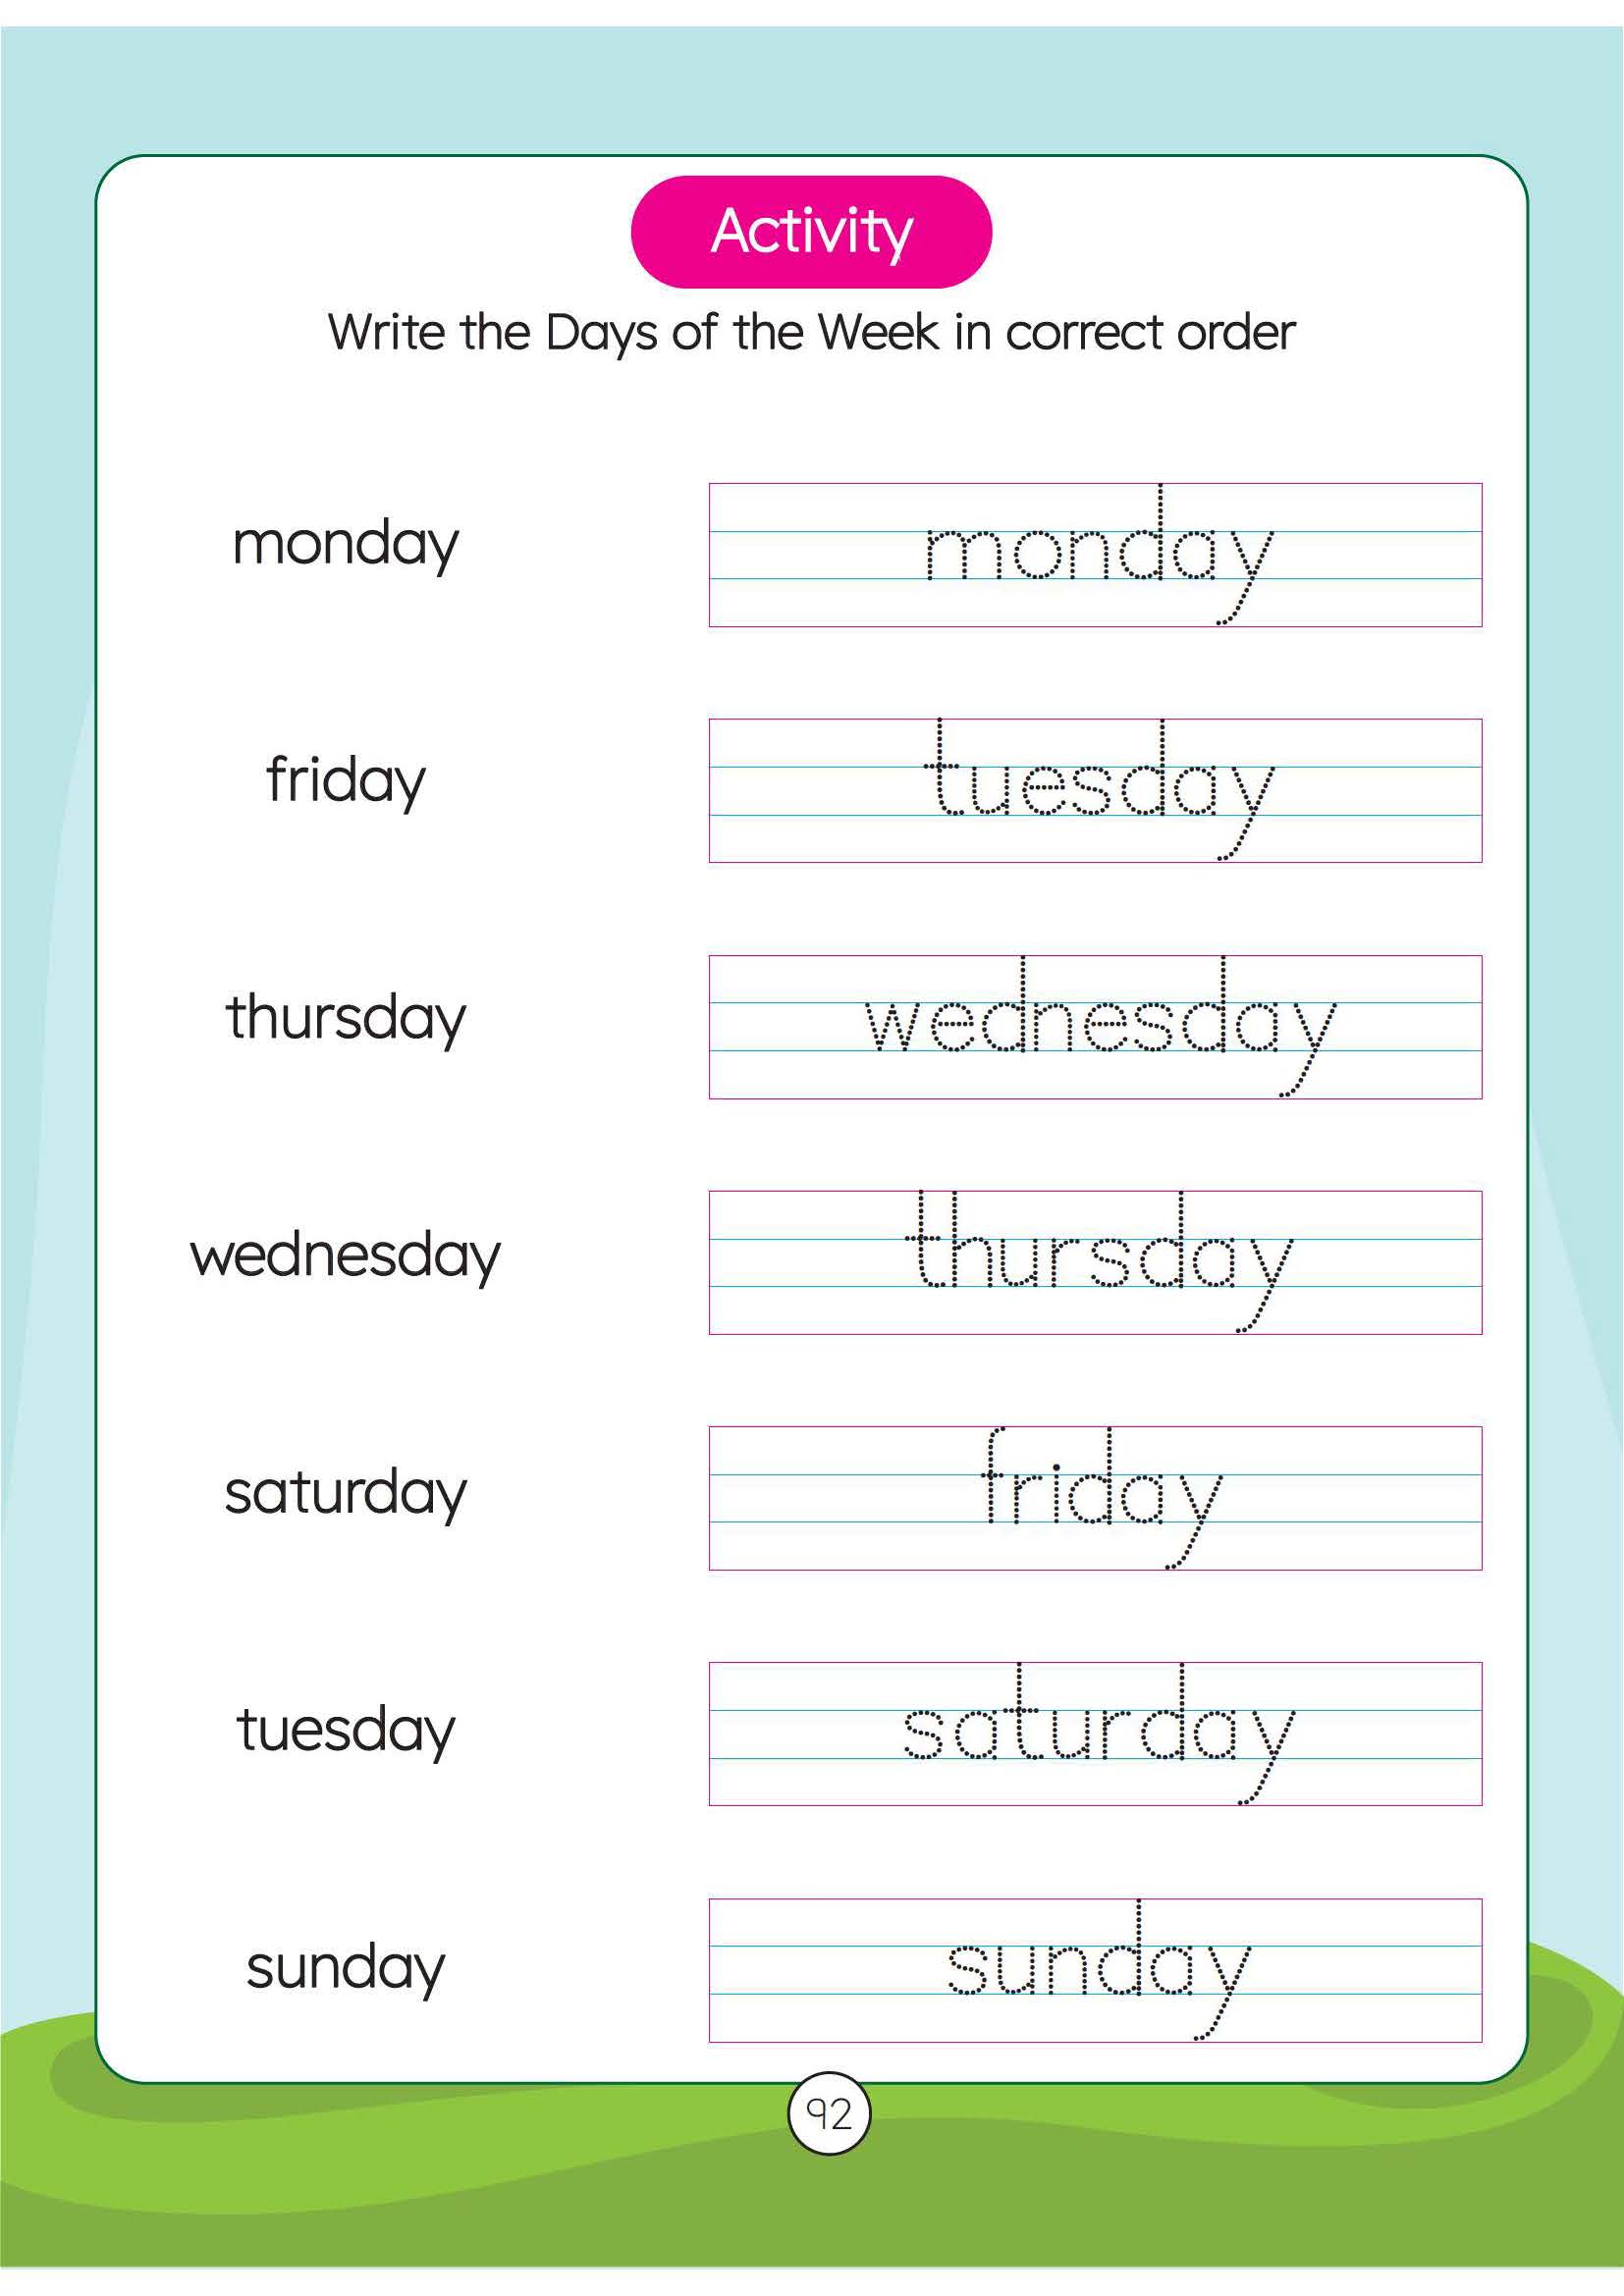 Activity
Write the Days of the Week in correct order
monday monday
friday tuesday
thursday wednesday
wednesday thursday
saturday friday
tuesday saturday
sunday sunday
92